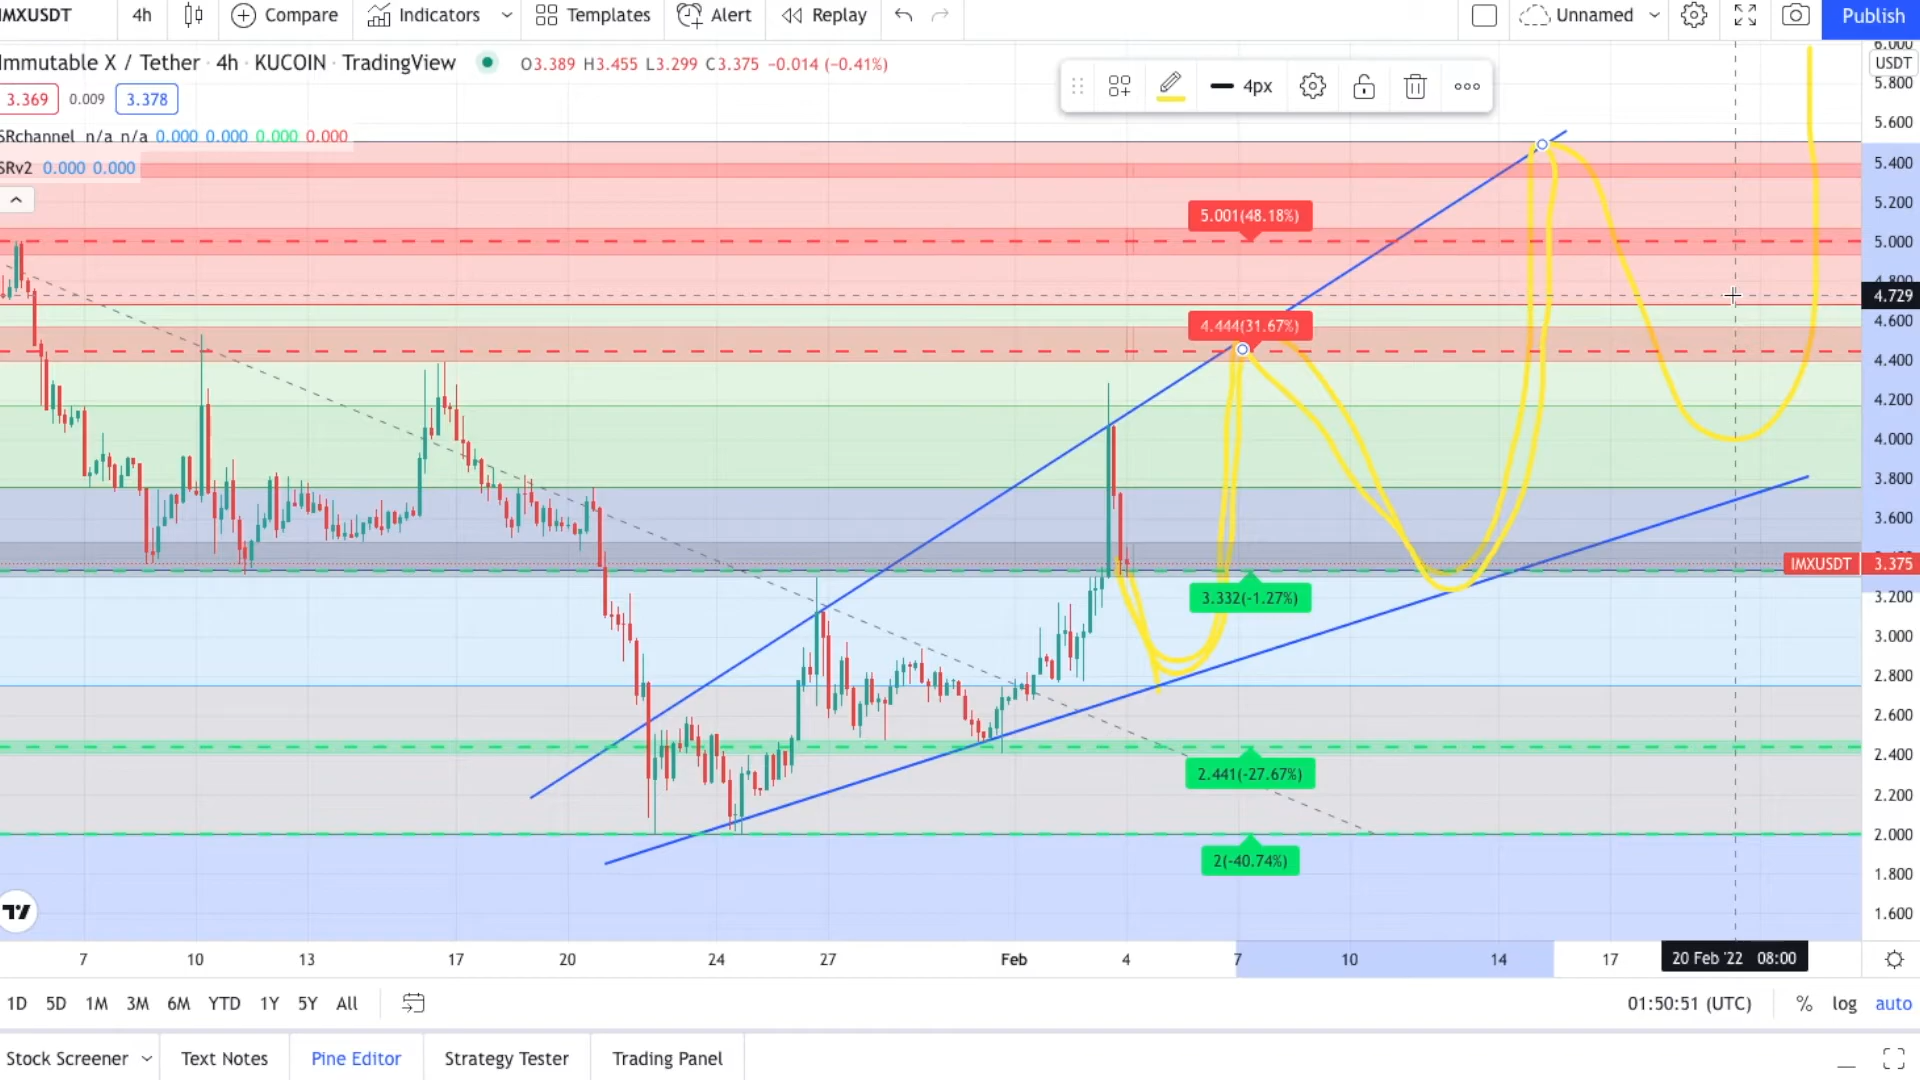 IMXUSDT 4h Compare Indicators Templates Alert Replay Unnamed Publish
Immutable X / Tether · 4h · KUCOIN · TradingView O3.389 H3.455 L3.299 C3.375 −0.014 (−0.41%)
4px
3.369 0.009 3.378
SRchannel n/a n/a 0.000 0.000 0.000 0.000
SRv2 0.000 0.000
6.000
USDT
5.800
5.600
5.400
5.200
5.000
4.729
4.600
4.400
4.200
4.000
3.800
3.600
IMXUSDT 3.375
3.200
3.000
2.800
2.600
2.400
2.200
2.000
1.800
1.600
5.001(48.18%)
4.444(31.67%)
3.332(-1.27%)
2.441(-27.67%)
2(-40.74%)
7 10 13 17 20 24 27 Feb 4 7 10 14 17 20 Feb '22 08:00
1D 5D 1M 3M 6M YTD 1Y 5Y All 01:50:51 (UTC) % log auto
Stock Screener Text Notes Pine Editor Strategy Tester Trading Panel